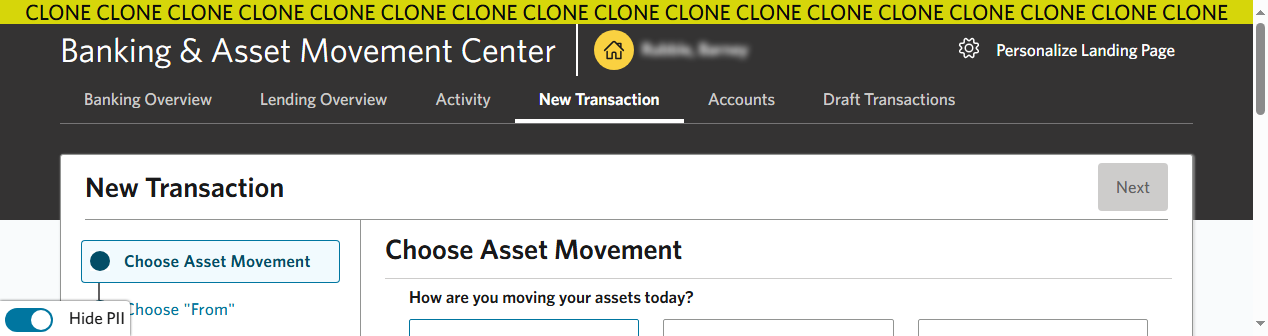 CLONE CLONE CLONE CLONE CLONE CLONE CLONE CLONE CLONE CLONE CLONE CLONE CLONE CLONE CLONE CLONE CLONE
Banking & Asset Movement Center
Personalize Landing Page
Banking Overview Lending Overview Activity New Transaction Accounts Draft Transactions
New Transaction
Next
Choose Asset Movement
Choose Asset Movement
How are you moving your assets today?
Choose "From"
Hide PII